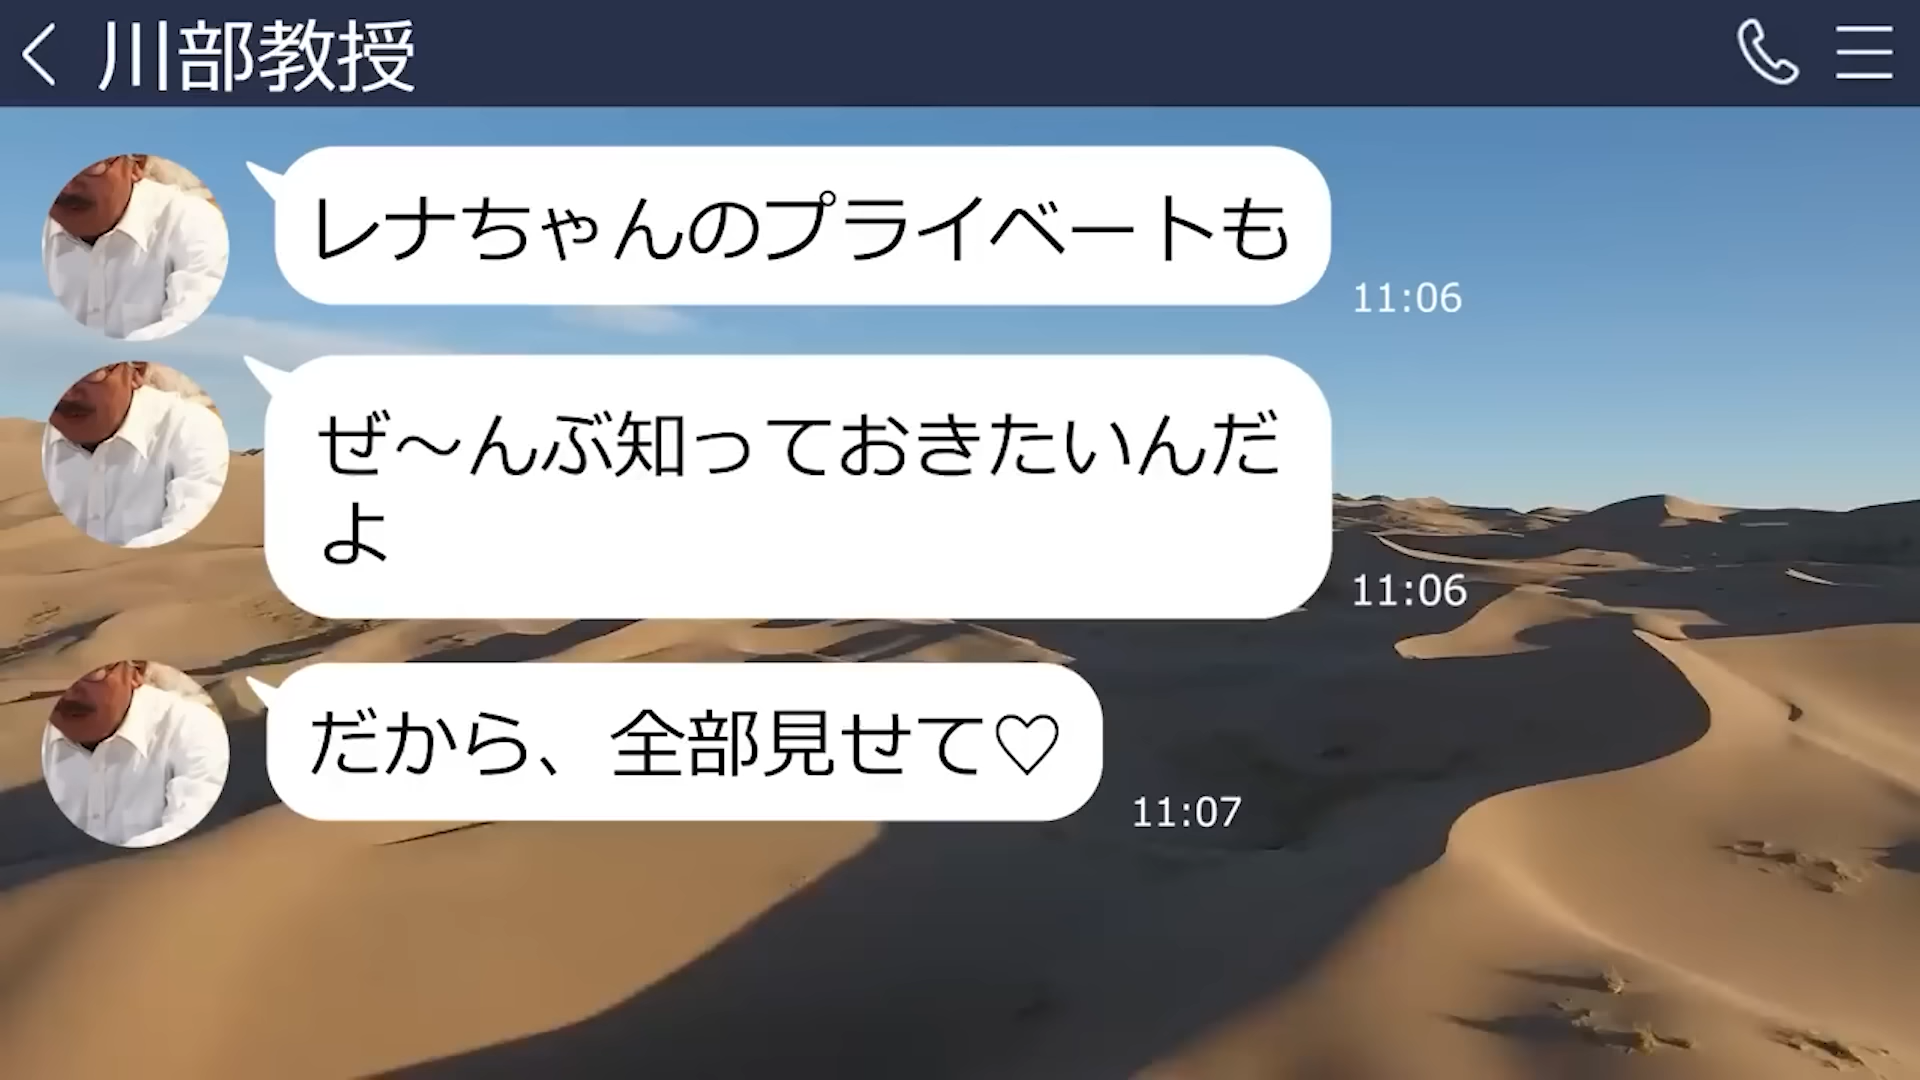 川部教授
レナちゃんのプライベートも
11:06
ぜ〜んぶ知っておきたいんだ
よ
11:06
だから、全部見せて♡
11:07